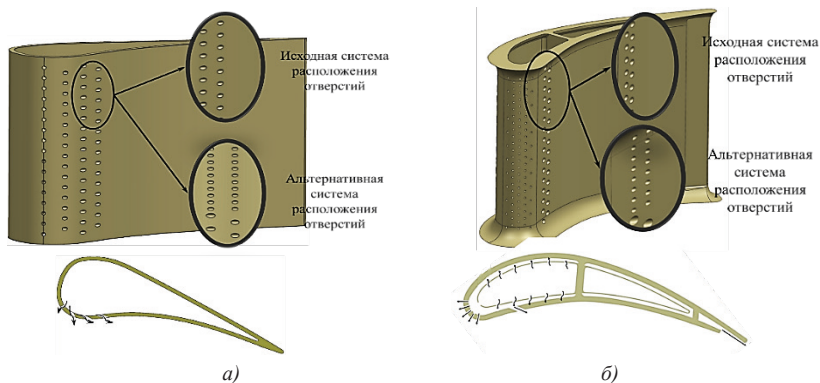 Исходная система
расположения
отверстий
Альтернативная
система
расположения
отверстий
Исходная система
расположения
отверстий
Альтернативная
система
расположения
отверстий
а)
б)